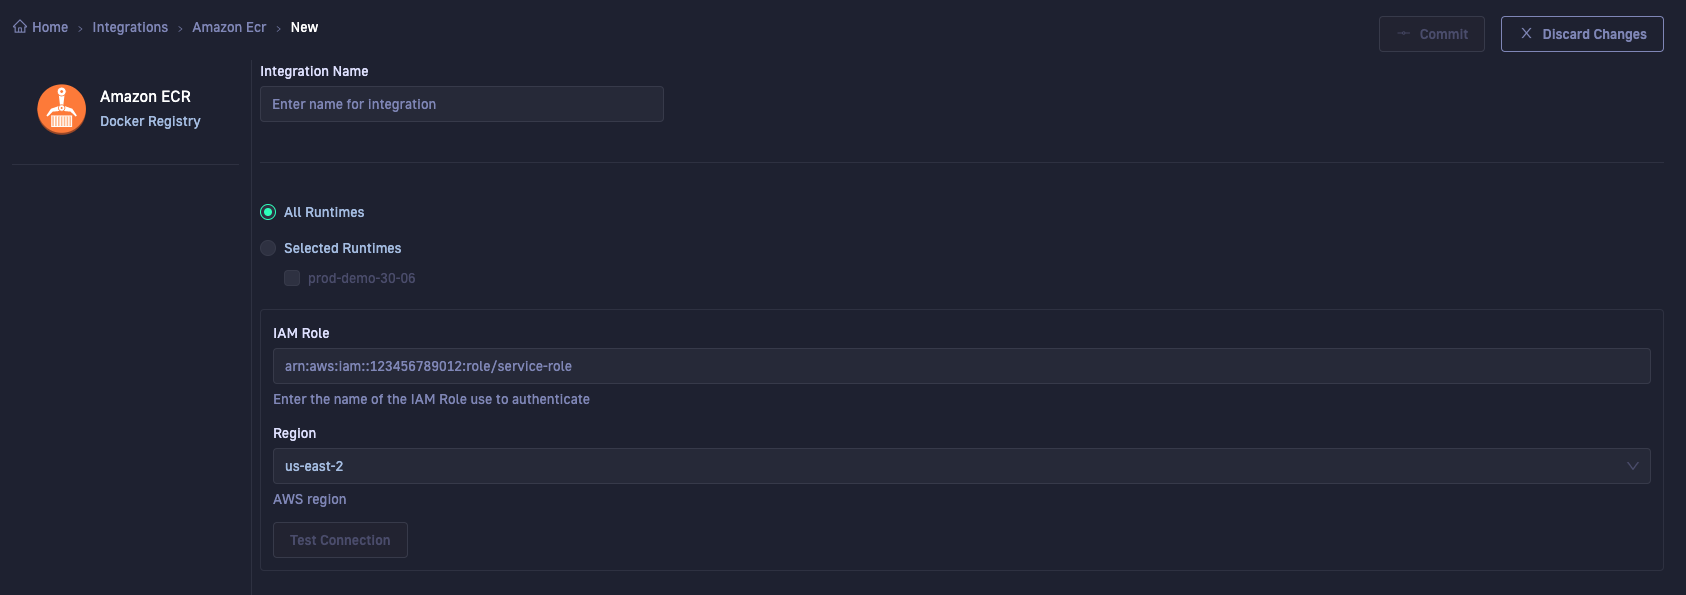 Home › Integrations › Amazon Ecr › New
Commit
Discard Changes
Amazon ECR
Docker Registry
Integration Name
Enter name for integration
All Runtimes
Selected Runtimes
prod-demo-30-06
IAM Role
arn:aws:iam::123456789012:role/service-role
Enter the name of the IAM Role use to authenticate
Region
us-east-2
AWS region
Test Connection